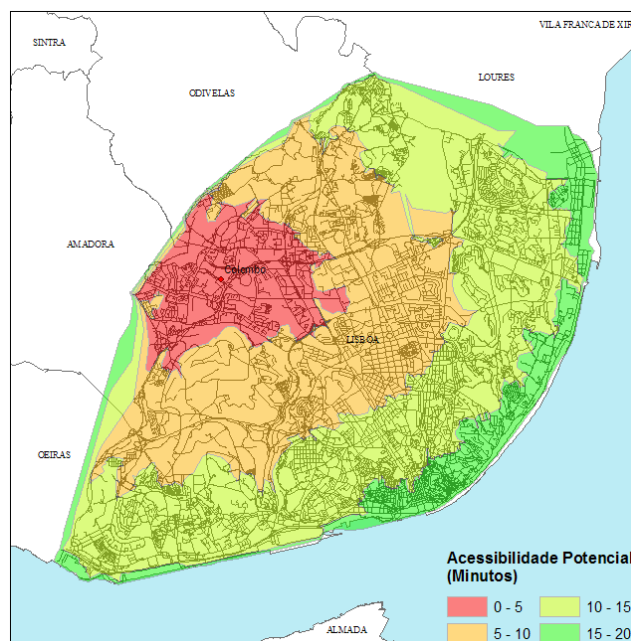 VILA FRANCA DE XIR
SINTRA
LOURES
ODIVELAS
AMADORA
Colombo
LISBOA
OEIRAS
Acessibilidade Potencial
(Minutos)
0 - 5
10 - 15
5 - 10
15 - 20
ALMADA